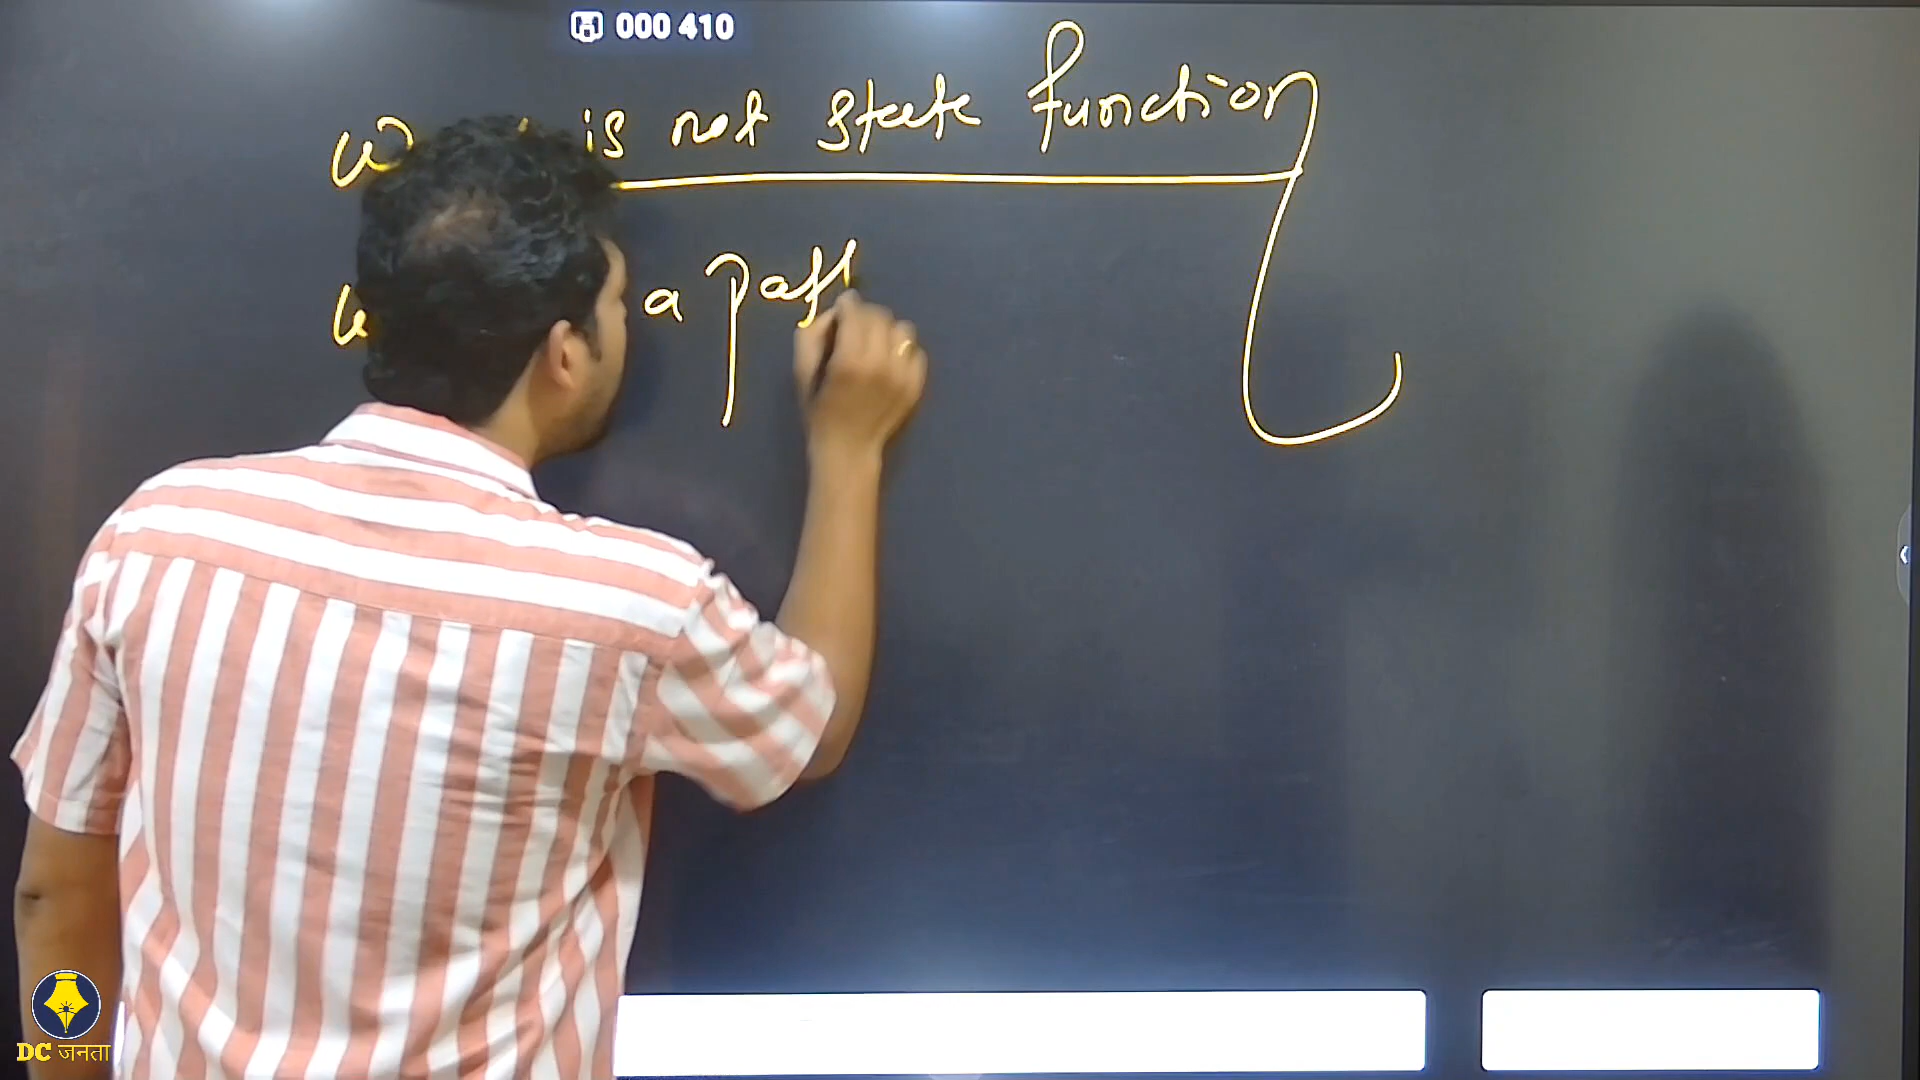 000 410
is not state function
a path
DC जनता